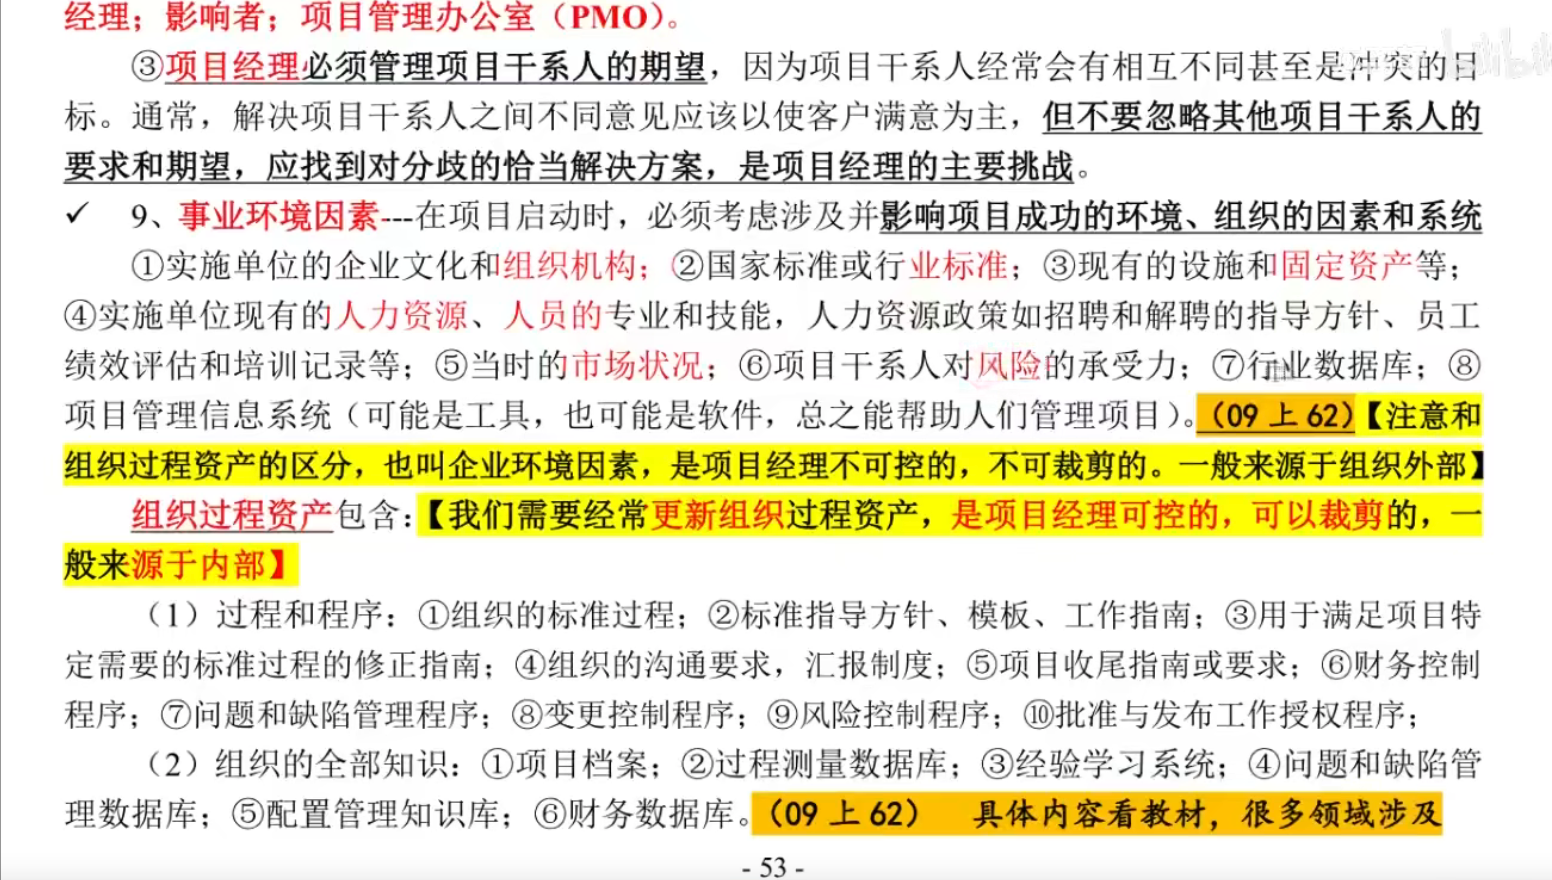 经理；影响者；项目管理办公室（PMO）。
③项目经理必须管理项目干系人的期望，因为项目干系人经常会有相互不同甚至是冲突的目
标。通常，解决项目干系人之间不同意见应该以使客户满意为主，但不要忽略其他项目干系人的
要求和期望，应找到对分歧的恰当解决方案，是项目经理的主要挑战。
✓ 9、事业环境因素---在项目启动时，必须考虑涉及并影响项目成功的环境、组织的因素和系统
①实施单位的企业文化和组织机构；②国家标准或行业标准；③现有的设施和固定资产等；
④实施单位现有的人力资源、人员的专业和技能，人力资源政策如招聘和解聘的指导方针、员工
绩效评估和培训记录等；⑤当时的市场状况；⑥项目干系人对风险的承受力；⑦行业数据库；⑧
项目管理信息系统（可能是工具，也可能是软件，总之能帮助人们管理项目）。（09 上 62）【注意和
组织过程资产的区分，也叫企业环境因素，是项目经理不可控的，不可裁剪的。一般来源于组织外部】
组织过程资产包含：【我们需要经常更新组织过程资产，是项目经理可控的，可以裁剪的，一
般来源于内部】
（1）过程和程序：①组织的标准过程；②标准指导方针、模板、工作指南；③用于满足项目特
定需要的标准过程的修正指南；④组织的沟通要求，汇报制度；⑤项目收尾指南或要求；⑥财务控制
程序；⑦问题和缺陷管理程序；⑧变更控制程序；⑨风险控制程序；⑩批准与发布工作授权程序；
（2）组织的全部知识：①项目档案；②过程测量数据库；③经验学习系统；④问题和缺陷管
理数据库；⑤配置管理知识库；⑥财务数据库。（09 上 62） 具体内容看教材，很多领域涉及
- 53 -